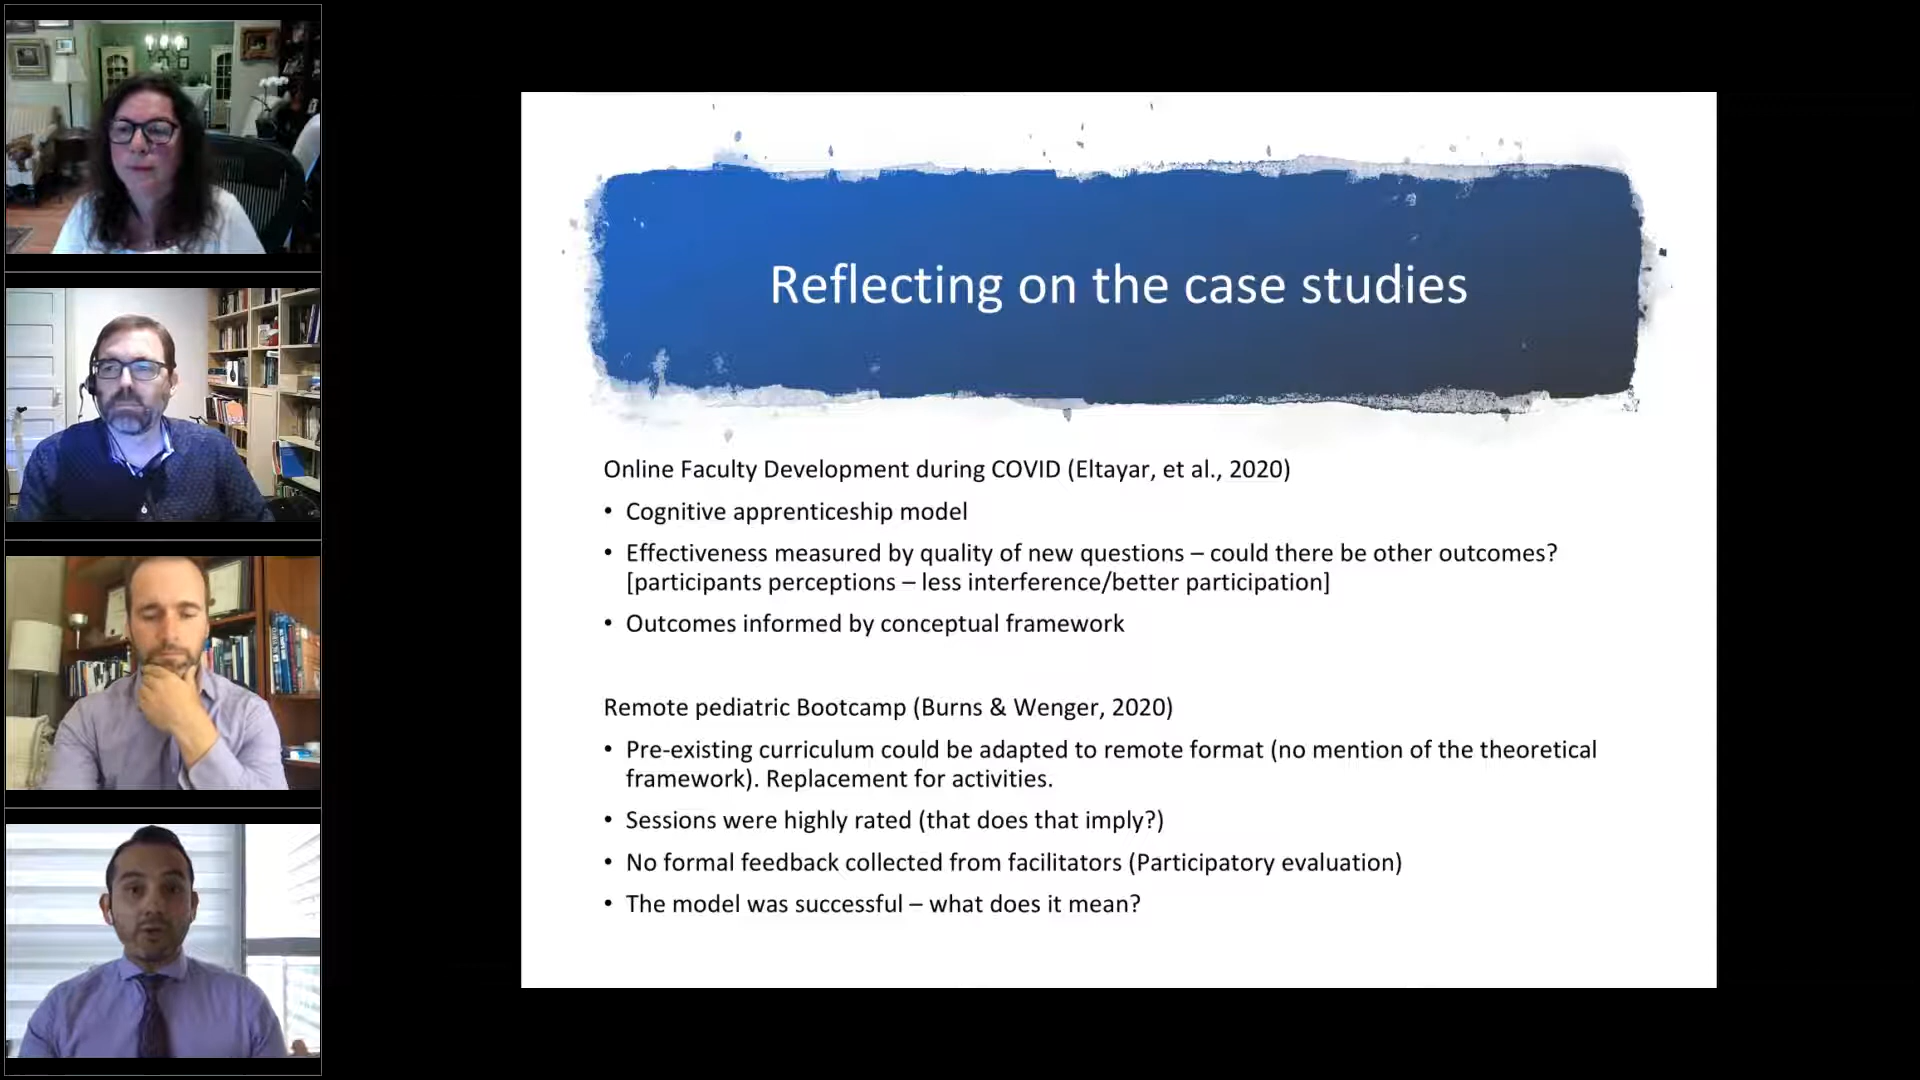 Reflecting on the case studies
Online Faculty Development during COVID (Eltayar, et al., 2020)
• Cognitive apprenticeship model
• Effectiveness measured by quality of new questions – could there be other outcomes?
[participants perceptions – less interference/better participation]
• Outcomes informed by conceptual framework
Remote pediatric Bootcamp (Burns & Wenger, 2020)
• Pre-existing curriculum could be adapted to remote format (no mention of the theoretical
framework). Replacement for activities.
• Sessions were highly rated (that does that imply?)
• No formal feedback collected from facilitators (Participatory evaluation)
• The model was successful – what does it mean?